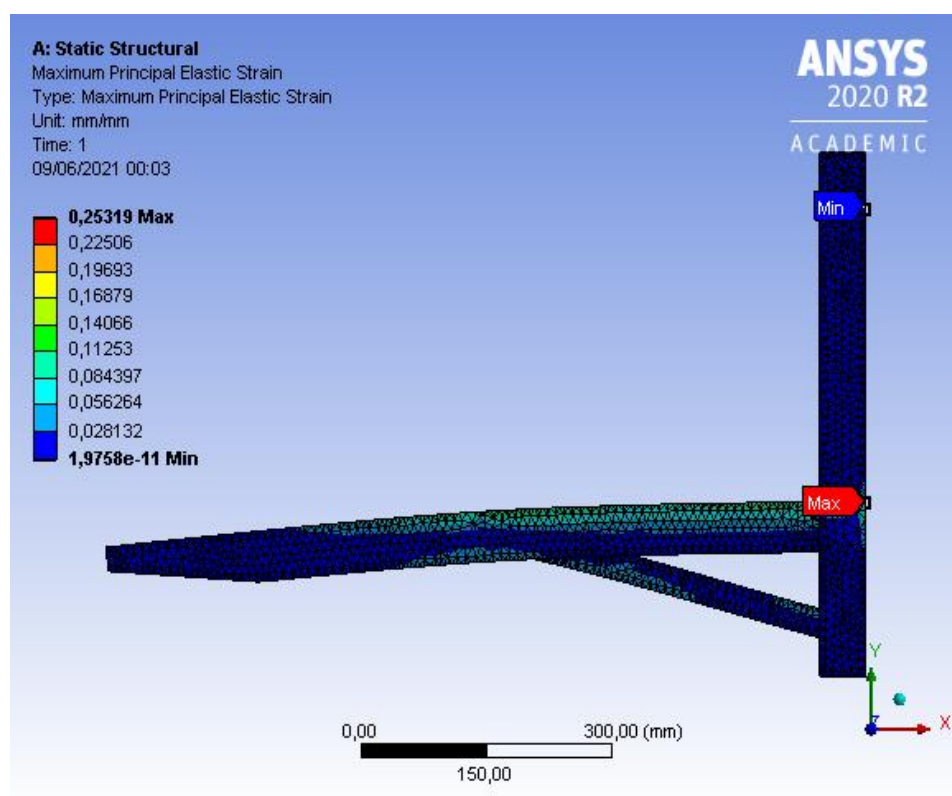 A: Static Structural
Maximum Principal Elastic Strain
Type: Maximum Principal Elastic Strain
Unit: mm/mm
Time: 1
09/06/2021 00:03
ANSYS
2020 R2
ACADEMIC
0,25319 Max
0,22506
0,19693
0,16879
0,14066
0,11253
0,084397
0,056264
0,028132
1,9758e-11 Min
Min
Max
Y
X
Z
0,00
300,00 (mm)
150,00